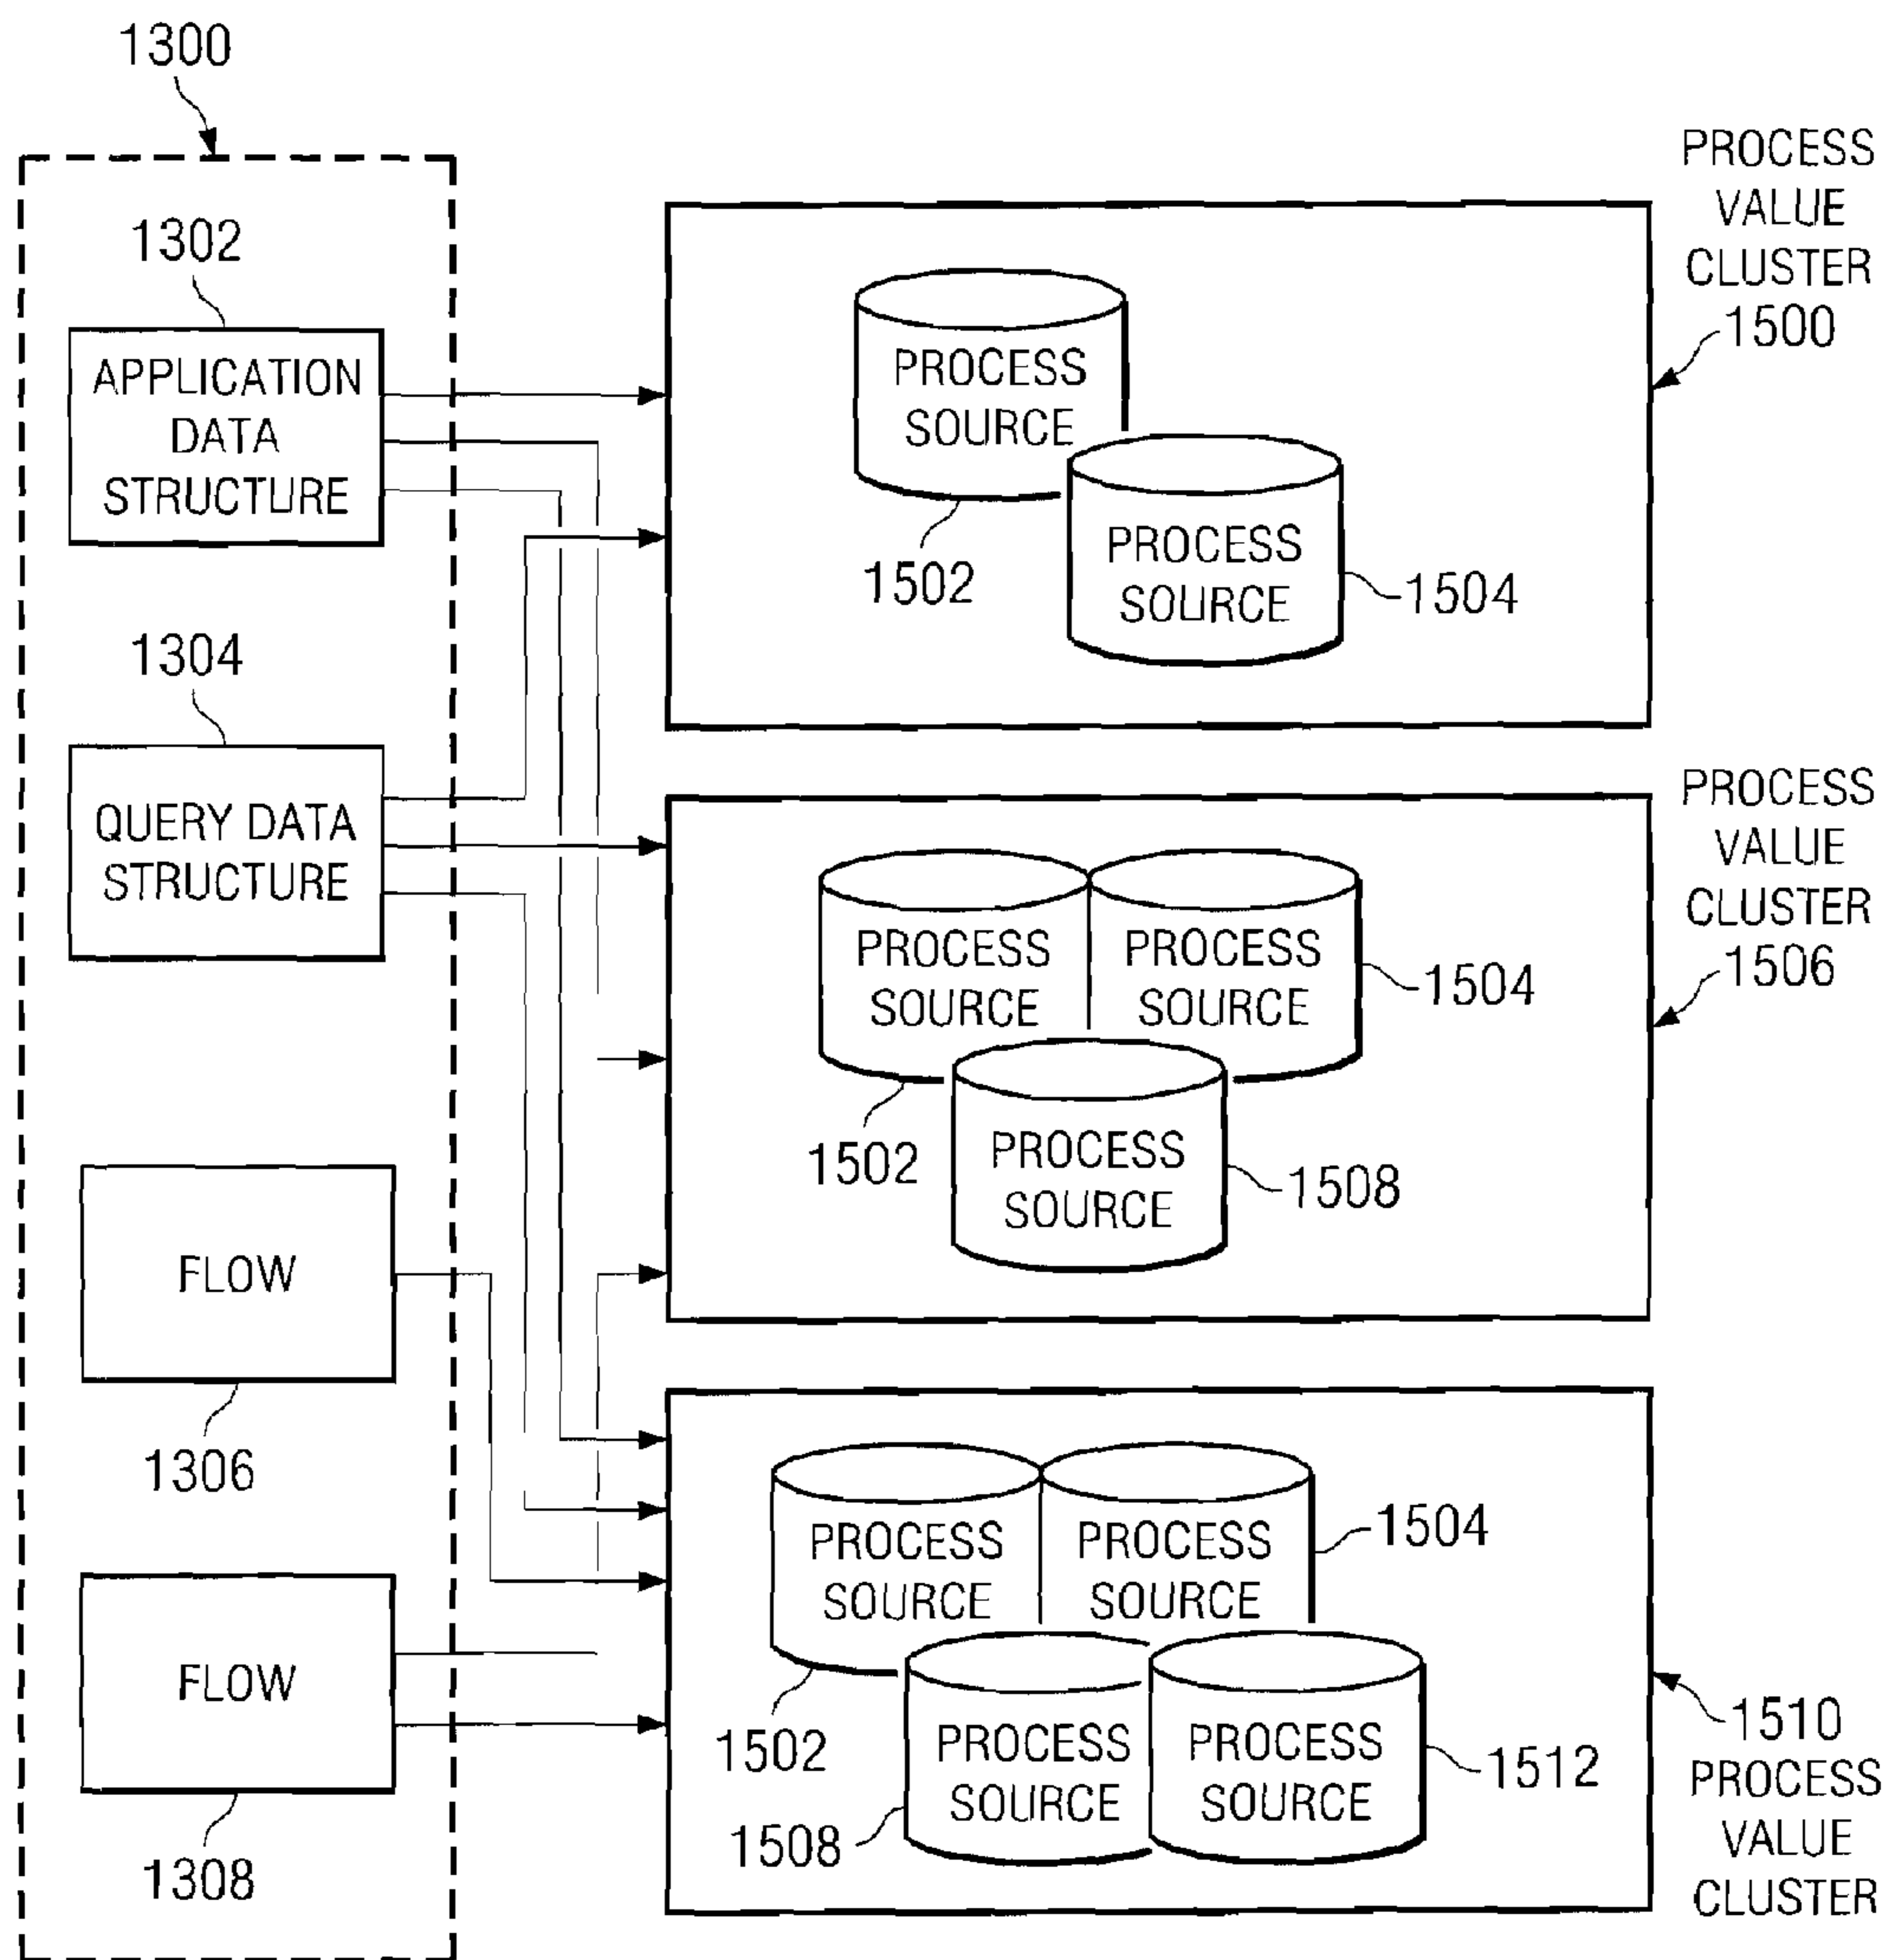 1300
1302
APPLICATION
DATA
STRUCTURE
1304
QUERY DATA
STRUCTURE
FLOW
1306
FLOW
1308
PROCESS
VALUE
CLUSTER
1500
PROCESS
SOURCE
1502
PROCESS
SOURCE
1504
PROCESS
VALUE
CLUSTER
1506
PROCESS
SOURCE
1502
PROCESS
SOURCE
1504
PROCESS
SOURCE
1508
PROCESS
SOURCE
1502
PROCESS
SOURCE
1504
PROCESS
SOURCE
1508
PROCESS
SOURCE
1512
1510
PROCESS
VALUE
CLUSTER